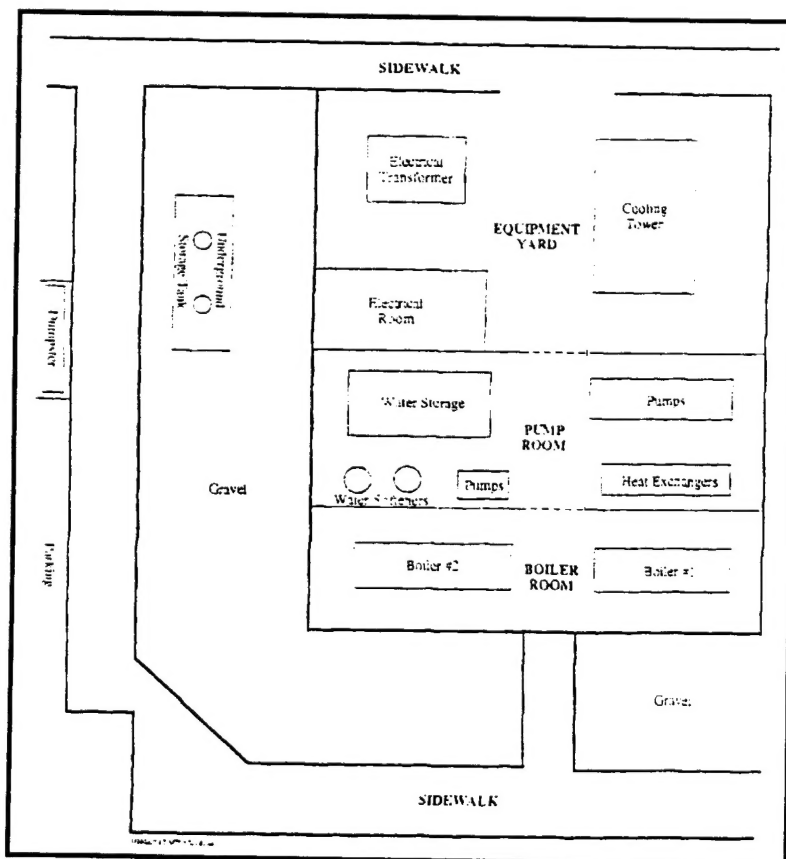 SIDEWALK
Electrical
Transformer
Cooling
Tower
EQUIPMENT
YARD
Underground
Storage Tank
Electrical
Room
Dumpster
Water Storage
Pumps
PUMP
ROOM
Gravel
Water Softeners
Pumps
Heat Exchangers
Boiler #2
BOILER
ROOM
Boiler #1
Parking
Gravel
SIDEWALK